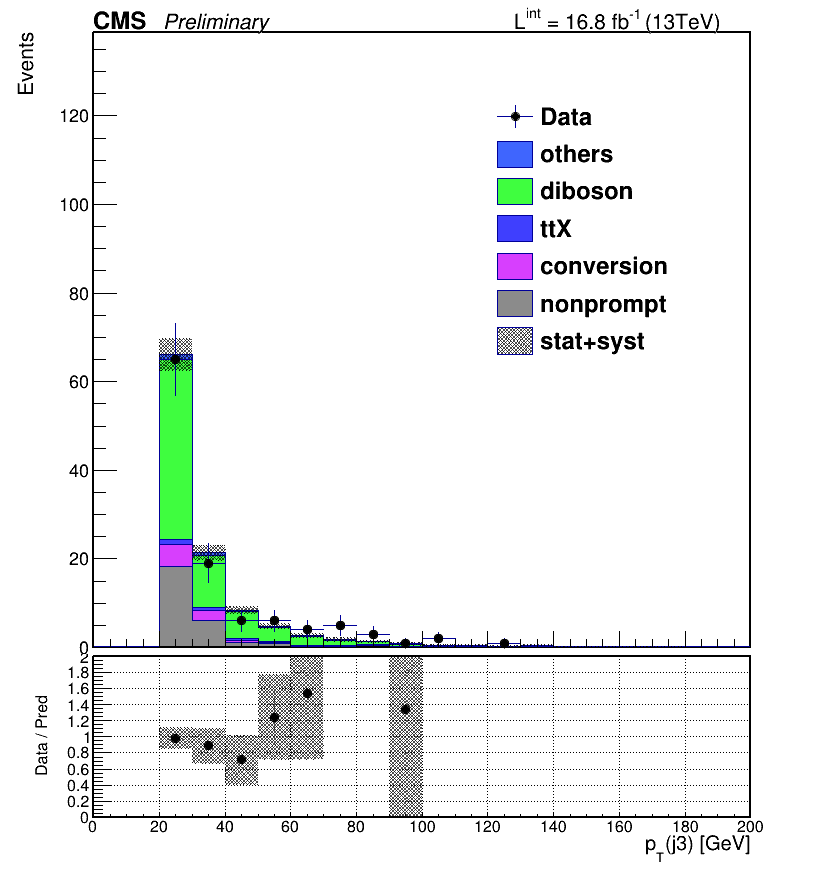 CMS Preliminary L^int = 16.8 fb^-1 (13TeV)
Events
120
100
80
60
40
20
0
Data
others
diboson
ttX
conversion
nonprompt
stat+syst
Data / Pred
2
1.8
1.6
1.4
1.2
1
0.8
0.6
0.4
0.2
0
0 20 40 60 80 100 120 140 160 180 200
p_T(j3) [GeV]